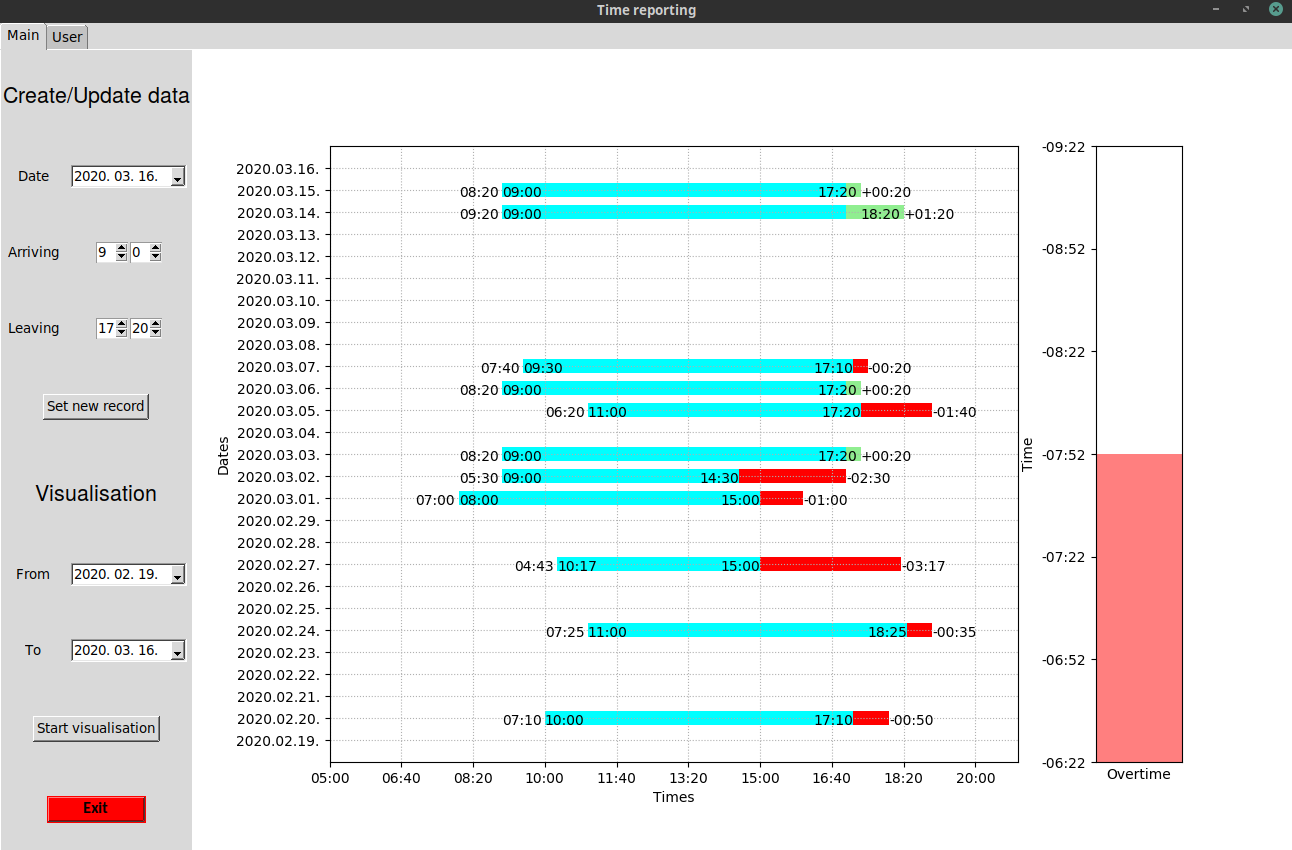 Time reporting
Main User
Create/Update data
Date 2020. 03. 16.
Arriving 9 0
Leaving 17 20
Set new record
Visualisation
From 2020. 02. 19.
To 2020. 03. 16.
Start visualisation
Exit
Dates
2020.03.16.
2020.03.15. 08:20 09:00 17:20 +00:20
2020.03.14. 09:20 09:00 18:20 +01:20
2020.03.13.
2020.03.12.
2020.03.11.
2020.03.10.
2020.03.09.
2020.03.08.
2020.03.07. 07:40 09:30 17:10 -00:20
2020.03.06. 08:20 09:00 17:20 +00:20
2020.03.05. 06:20 11:00 17:20 -01:40
2020.03.04.
2020.03.03. 08:20 09:00 17:20 +00:20
2020.03.02. 05:30 09:00 14:30 -02:30
2020.03.01. 07:00 08:00 15:00 -01:00
2020.02.29.
2020.02.28.
2020.02.27. 04:43 10:17 15:00 -03:17
2020.02.26.
2020.02.25.
2020.02.24. 07:25 11:00 18:25 -00:35
2020.02.23.
2020.02.22.
2020.02.21.
2020.02.20. 07:10 10:00 17:10 -00:50
2020.02.19.
05:00 06:40 08:20 10:00 11:40 13:20 15:00 16:40 18:20 20:00
Times
Time
-09:22
-08:52
-08:22
-07:52
-07:22
-06:52
-06:22
Overtime